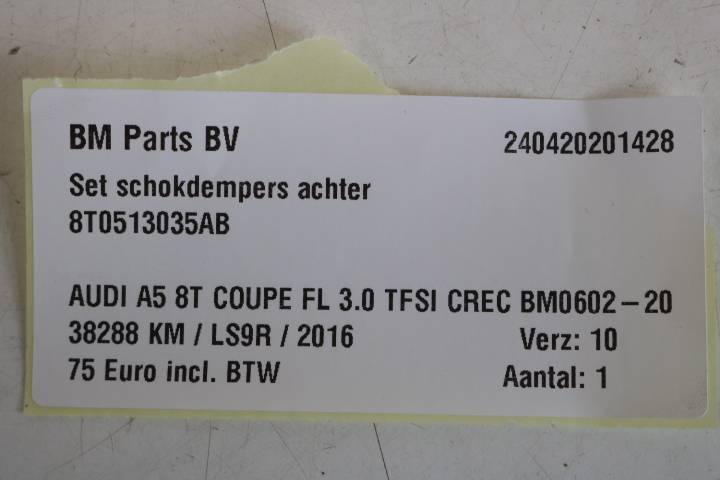 BM Parts BV 240420201428
Set schokdempers achter
8T0513035AB
AUDI A5 8T COUPE FL 3.0 TFSI CREC BM0602-20
38288 KM / LS9R / 2016 Verz: 10
75 Euro incl. BTW Aantal: 1